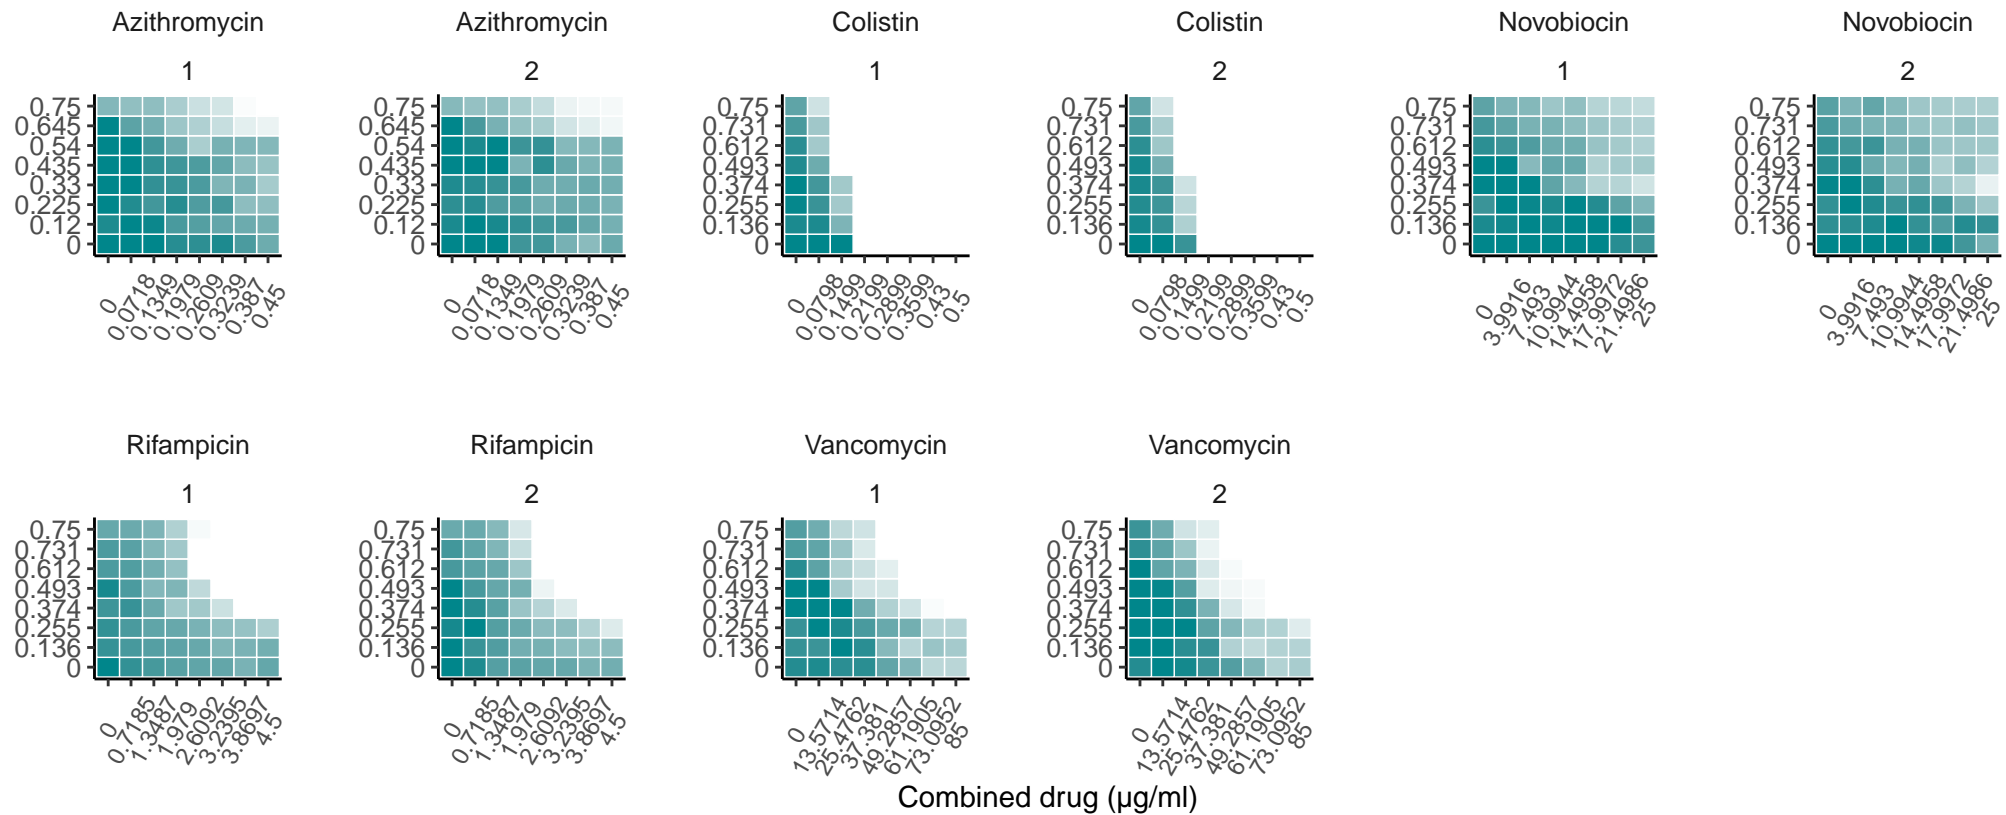 Azithromycin Azithromycin Colistin Colistin Novobiocin Novobiocin
1 2 1 2 1 2
0.75 0.75 0.75 0.75 0.75 0.75
0.645 0.645 0.731 0.731 0.731 0.731
0.54 0.54 0.612 0.612 0.612 0.612
0.435 0.435 0.493 0.493 0.493 0.493
0.33 0.33 0.374 0.374 0.374 0.374
0.225 0.225 0.255 0.255 0.255 0.255
0.12 0.12 0.136 0.136 0.136 0.136
0 0 0 0 0 0
0 0.0718 0.1349 0.1979 0.2609 0.3239 0.387 0.45
0 0.0718 0.1349 0.1979 0.2609 0.3239 0.387 0.45
0 0.0798 0.1499 0.2199 0.2899 0.3599 0.43 0.5
0 0.0798 0.1499 0.2199 0.2899 0.3599 0.43 0.5
0 3.9916 7.493 10.9944 14.4958 17.9972 21.4986 25
0 3.9916 7.493 10.9944 14.4958 17.9972 21.4986 25
Rifampicin Rifampicin Vancomycin Vancomycin
1 2 1 2
0.75 0.75 0.75 0.75
0.731 0.731 0.731 0.731
0.612 0.612 0.612 0.612
0.493 0.493 0.493 0.493
0.374 0.374 0.374 0.374
0.255 0.255 0.255 0.255
0.136 0.136 0.136 0.136
0 0 0 0
0 0.7185 1.3487 1.979 2.6092 3.2395 3.8697 4.5
0 0.7185 1.3487 1.979 2.6092 3.2395 3.8697 4.5
0 13.5714 25.4762 37.381 49.2857 61.1905 73.0952 85
0 13.5714 25.4762 37.381 49.2857 61.1905 73.0952 85
Combined drug (μg/ml)